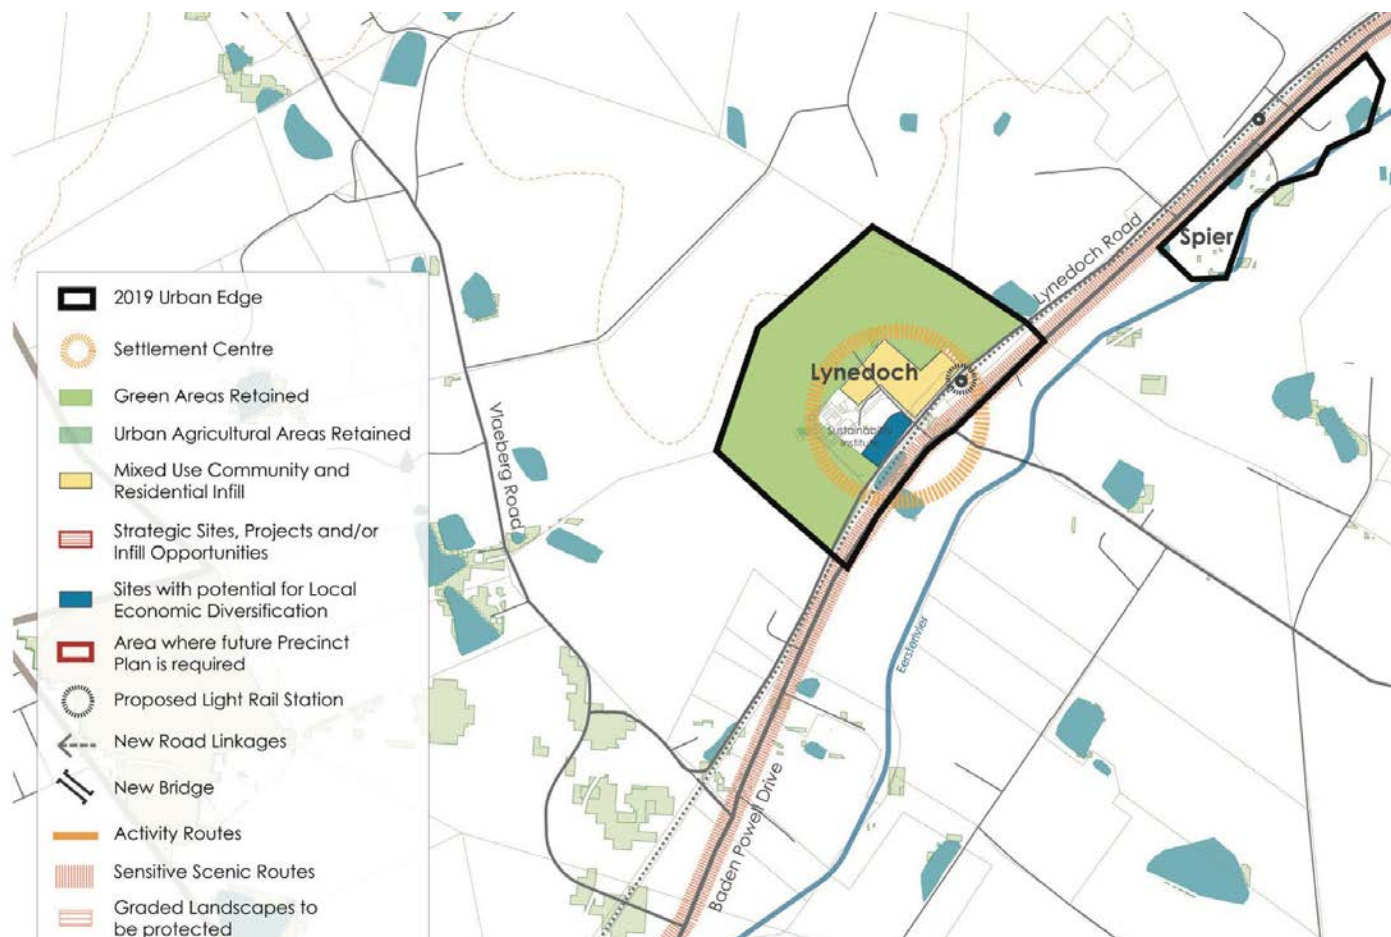 2019 Urban Edge
Settlement Centre
Green Areas Retained
Urban Agricultural Areas Retained
Mixed Use Community and
Residential Infill
Strategic Sites, Projects and/or
Infill Opportunities
Sites with potential for Local
Economic Diversification
Area where future Precinct
Plan is required
Proposed Light Rail Station
New Road Linkages
New Bridge
Activity Routes
Sensitive Scenic Routes
Graded Landscapes to
be protected
Vlaeberg Road
Lynedoch
Sustainability
Institute
Lynedoch Road
Spier
Eersterivier
Baden Powell Drive